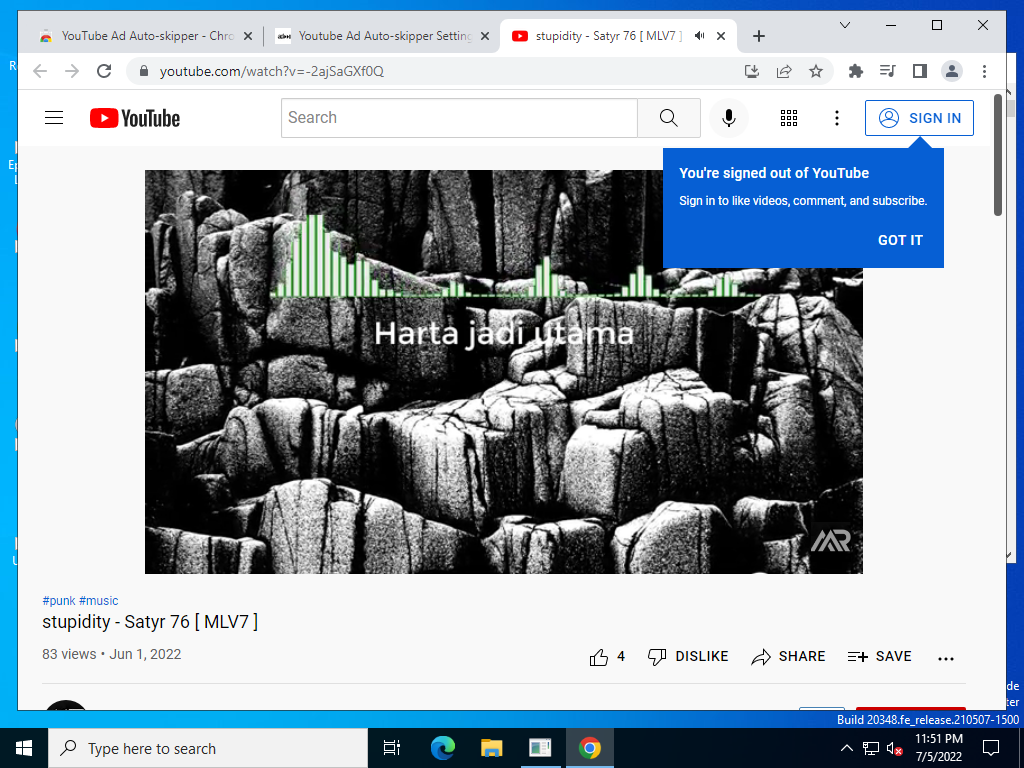 YouTube Ad Auto-skipper - Chro
Youtube Ad Auto-skipper Setting
stupidity - Satyr 76 [ MLV7 ]
youtube.com/watch?v=-2ajSaGXf0Q
YouTube
Search
SIGN IN
You're signed out of YouTube
Sign in to like videos, comment, and subscribe.
GOT IT
Harta jadi utama
#punk #music
stupidity - Satyr 76 [ MLV7 ]
83 views • Jun 1, 2022
4
DISLIKE
SHARE
SAVE
Build 20348.fe_release.210507-1500
Type here to search
11:51 PM
7/5/2022